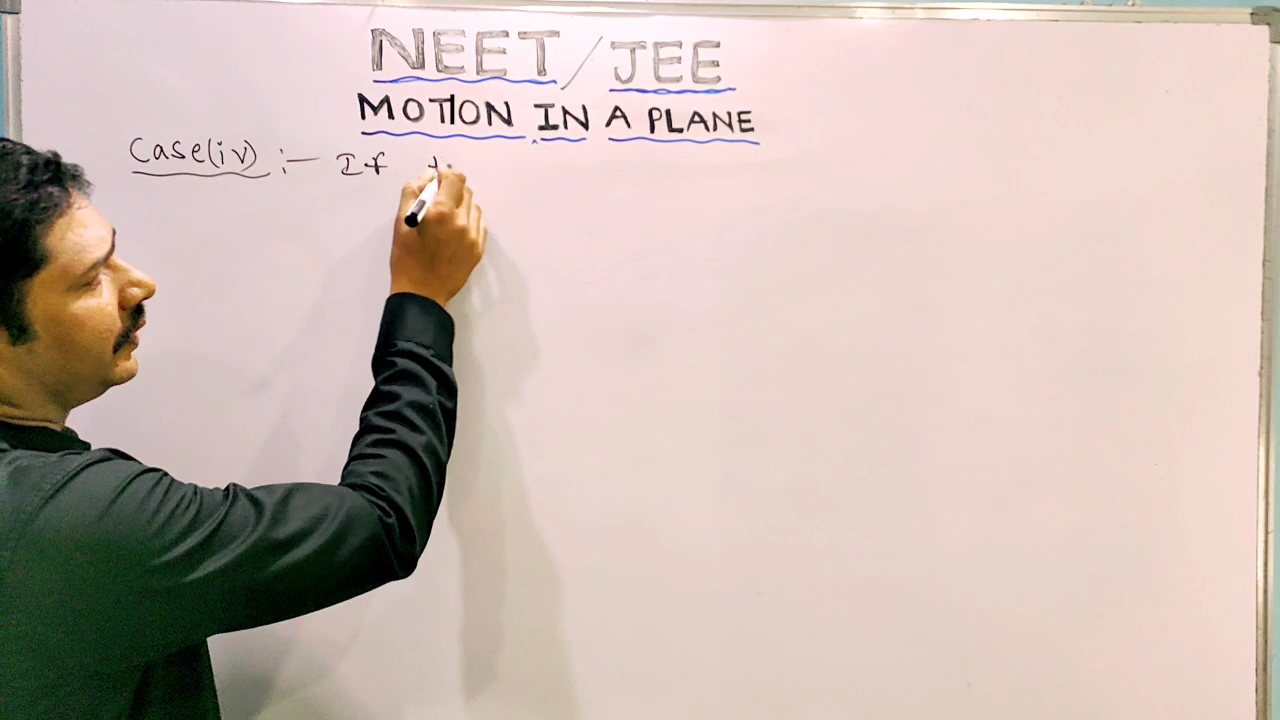 NEET/JEE
MOTION IN A PLANE
Case(iv) :- If